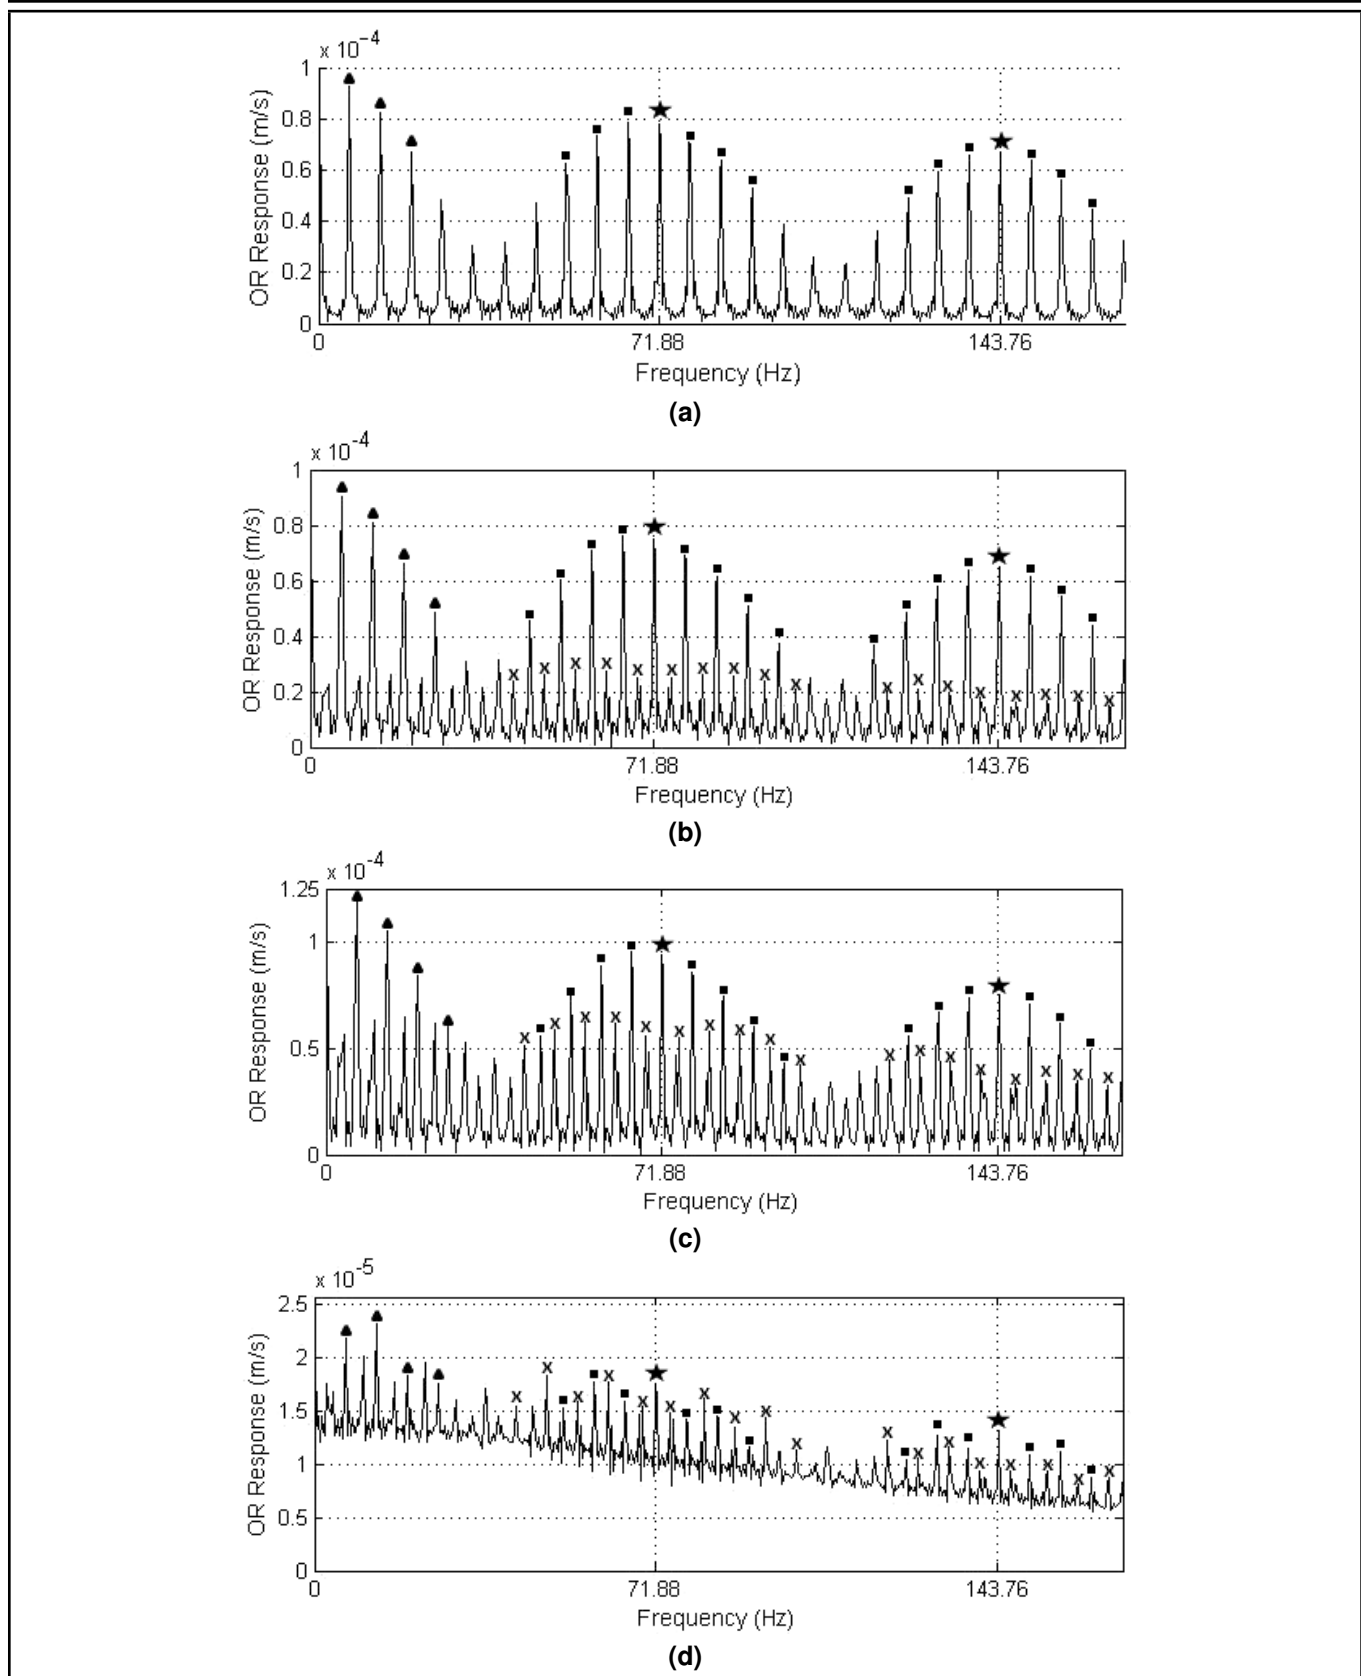 x 10⁻⁴
1
0.8
0.6
0.4
0.2
0
OR Response (m/s)
0 71.88 143.76
Frequency (Hz)
(a)
x 10⁻⁴
1
0.8
0.6
0.4
0.2
0
OR Response (m/s)
x x x x x x x x x x x x x x x x x x
0 71.88 143.76
Frequency (Hz)
(b)
x 10⁻⁴
1.25
1
0.5
0
OR Response (m/s)
x x x x x x x x x x x x x x x x x x
0 71.88 143.76
Frequency (Hz)
(c)
x 10⁻⁵
2.5
2
1.5
1
0.5
0
OR Response (m/s)
x x x x x x x x x x x x x x x x x x
0 71.88 143.76
Frequency (Hz)
(d)